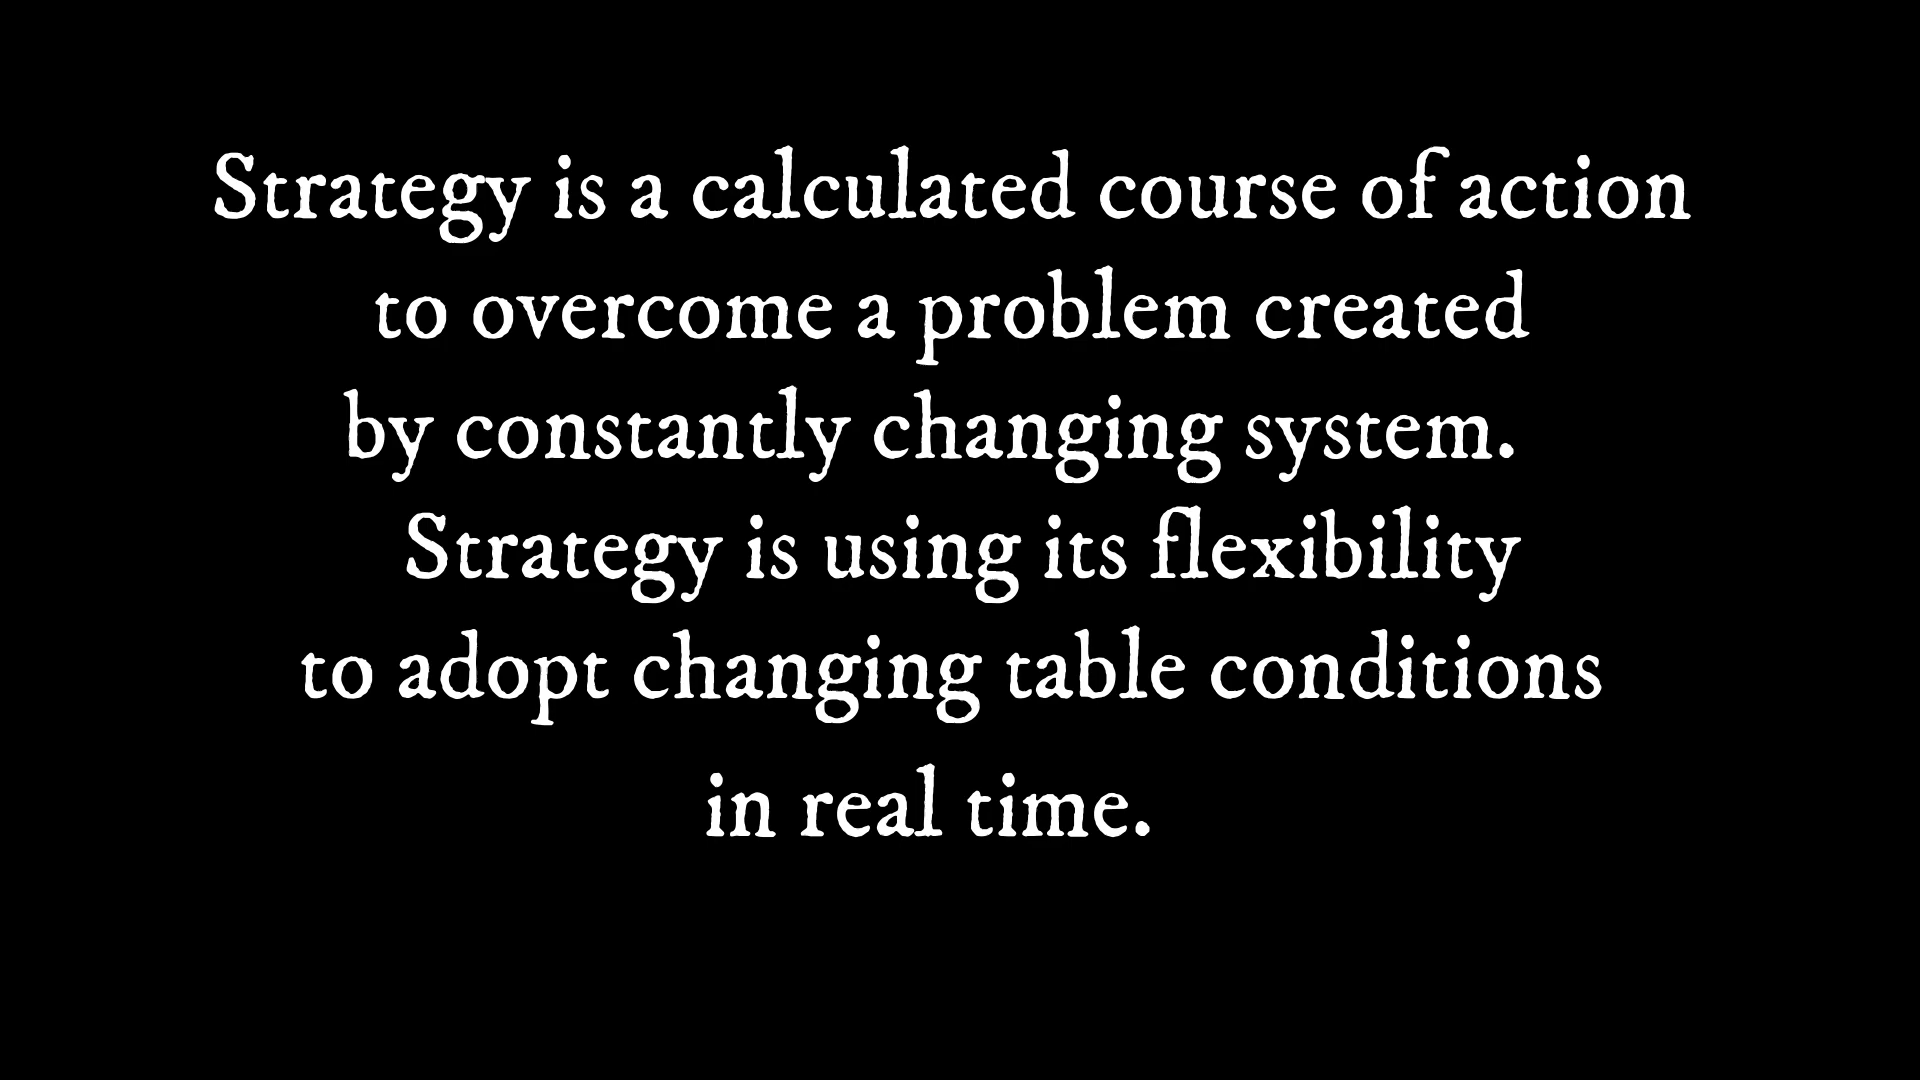 Strategy is a calculated course of action
to overcome a problem created
by constantly changing system.
Strategy is using its flexibility
to adopt changing table conditions
in real time.